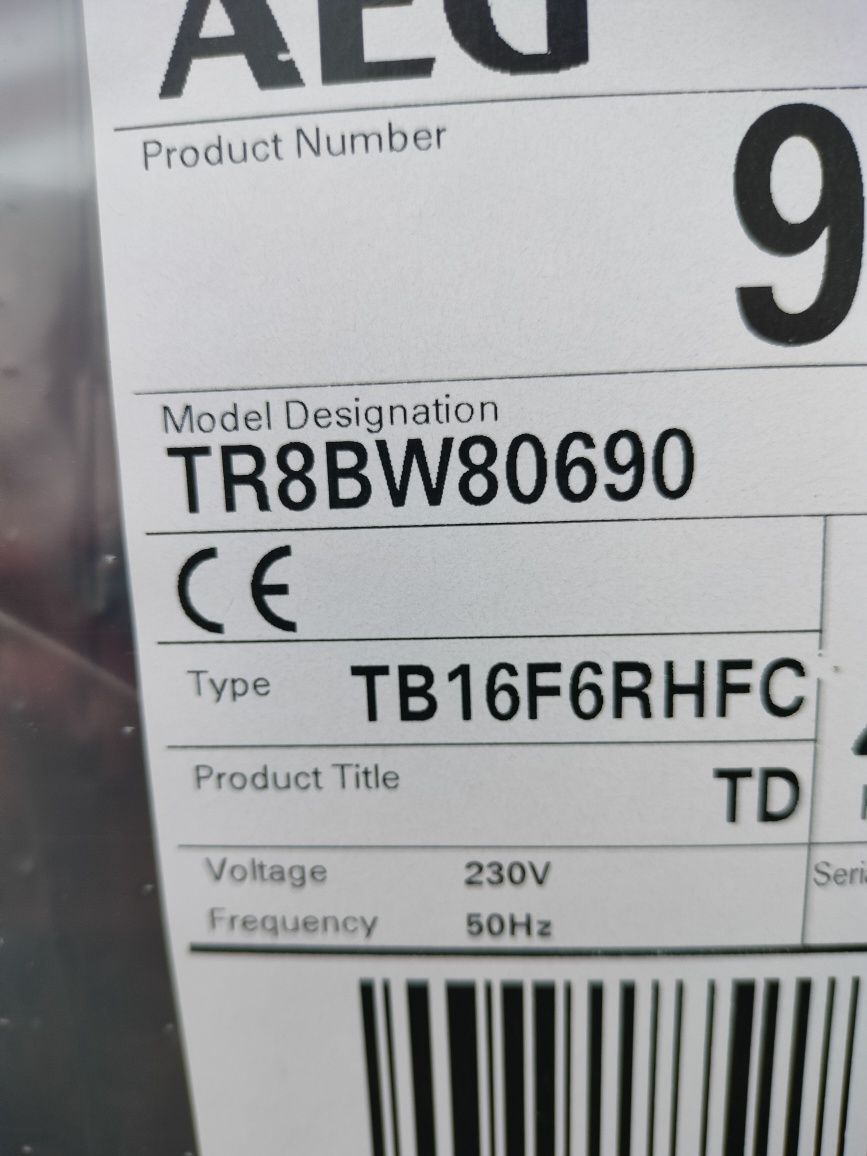 AEG
Product Number
9
Model Designation
TR8BW80690
CE
Type TB16F6RHFC
Product Title TD
Voltage 230V
Frequency 50Hz